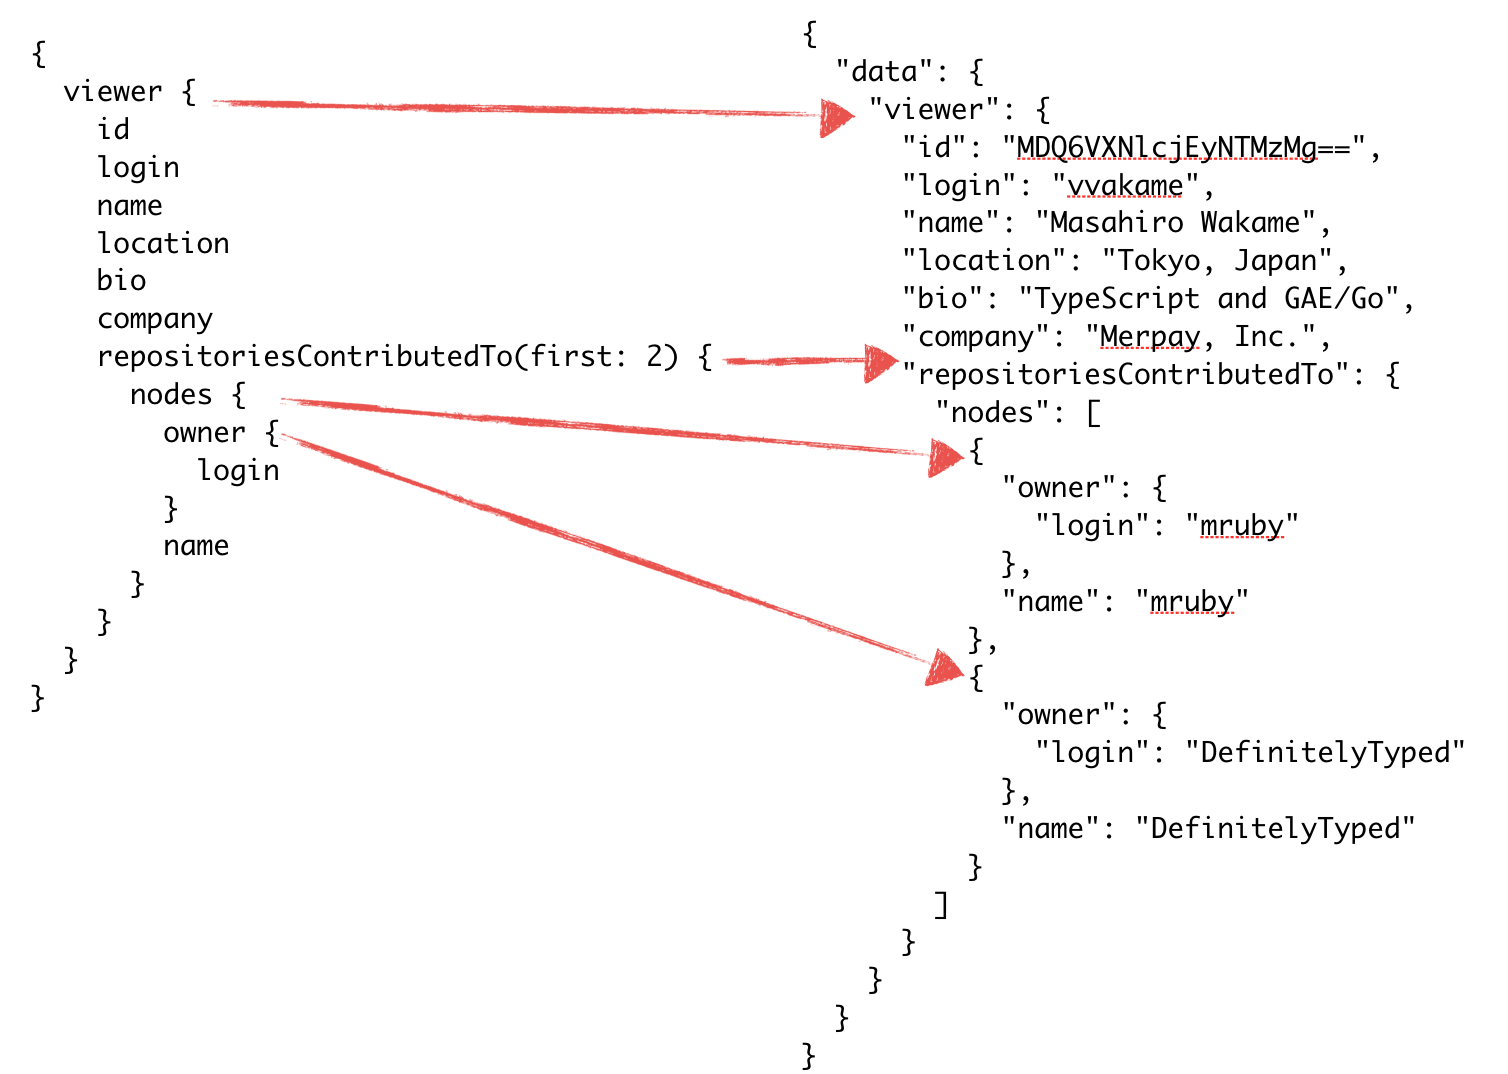 {
  viewer {
    id
    login
    name
    location
    bio
    company
    repositoriesContributedTo(first: 2) {
      nodes {
        owner {
          login
        }
        name
      }
    }
  }
}
{
  "data": {
    "viewer": {
      "id": "MDQ6VXNlcjEyNTMzMg==",
      "login": "vvakame",
      "name": "Masahiro Wakame",
      "location": "Tokyo, Japan",
      "bio": "TypeScript and GAE/Go",
      "company": "Merpay, Inc.",
      "repositoriesContributedTo": {
        "nodes": [
          {
            "owner": {
              "login": "mruby"
            },
            "name": "mruby"
          },
          {
            "owner": {
              "login": "DefinitelyTyped"
            },
            "name": "DefinitelyTyped"
          }
        ]
      }
    }
  }
}